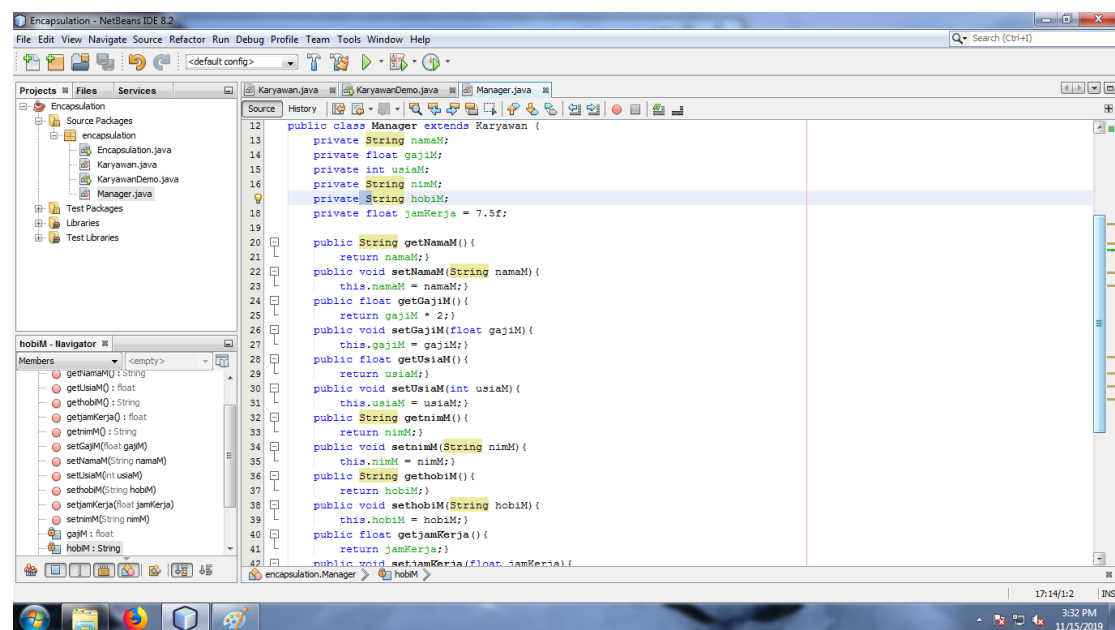 Encapsulation - NetBeans IDE 8.2
File Edit View Navigate Source Refactor Run Debug Profile Team Tools Window Help
Search (Ctrl+I)
<default config>
Projects Files Services
Encapsulation
Source Packages
encapsulation
Encapsulation.java
Karyawan.java
KaryawanDemo.java
Manager.java
Test Packages
Libraries
Test Libraries
hobiM - Navigator
Members <empty>
getNamaM() : String
getUsiaM() : float
gethobiM() : String
getjamKerja() : float
getnimM() : String
setGajiM(float gajiM)
setNamaM(String namaM)
setUsiaM(int usiaM)
sethobiM(String hobiM)
setjamKerja(float jamKerja)
setnimM(String nimM)
gajiM : float
hobiM : String
Karyawan.java KaryawanDemo.java Manager.java
Source History
12 public class Manager extends Karyawan {
13 private String namaM;
14 private float gajiM;
15 private int usiaM;
16 private String nimM;
private String hobiM;
18 private float jamKerja = 7.5f;
19
20 public String getNamaM(){
21 return namaM;}
22 public void setNamaM(String namaM){
23 this.namaM = namaM;}
24 public float getGajiM(){
25 return gajiM * 2;}
26 public void setGajiM(float gajiM){
27 this.gajiM = gajiM;}
28 public float getUsiaM(){
29 return usiaM;}
30 public void setUsiaM(int usiaM){
31 this.usiaM = usiaM;}
32 public String getnimM(){
33 return nimM;}
34 public void setnimM(String nimM){
35 this.nimM = nimM;}
36 public String gethobiM(){
37 return hobiM;}
38 public void sethobiM(String hobiM){
39 this.hobiM = hobiM;}
40 public float getjamKerja(){
41 return jamKerja;}
42 public void setjamKerja(float jamKerja){
encapsulation.Manager hobiM
17:14/1:2 INS
3:32 PM
11/15/2019